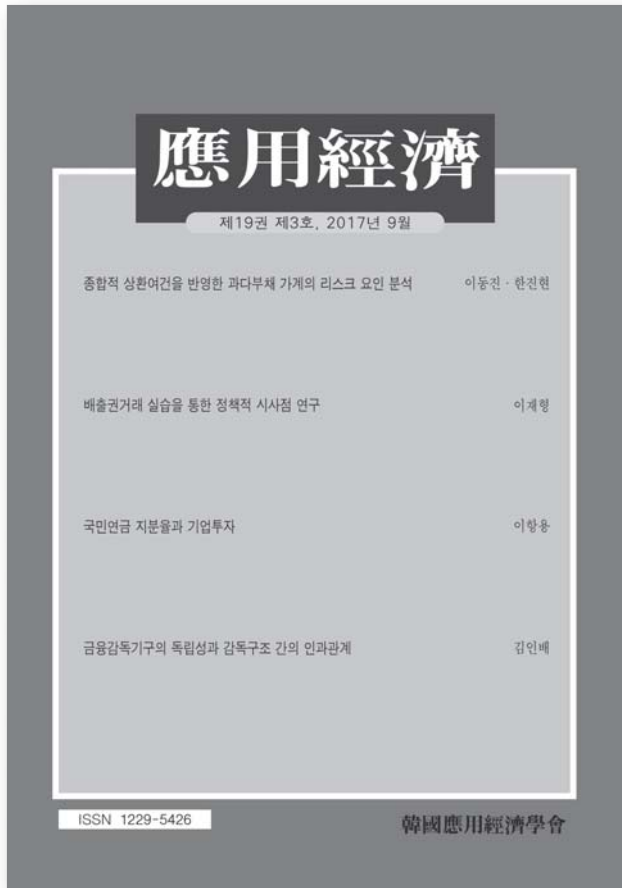 應用經濟
제19권 제3호, 2017년 9월
종합적 상환여건을 반영한 과다부채 가계의 리스크 요인 분석 이동진 · 한진현
배출권거래 실습을 통한 정책적 시사점 연구 이재형
국민연금 지분율과 기업투자 이항용
금융감독기구의 독립성과 감독구조 간의 인과관계 김인배
ISSN 1229-5426
韓國應用經濟學會